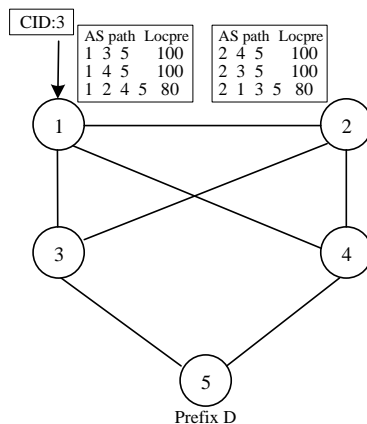 CID:3
AS path Locpre
1 3 5 100
1 4 5 100
1 2 4 5 80
AS path Locpre
2 4 5 100
2 3 5 100
2 1 3 5 80
1
2
3
4
5
Prefix D